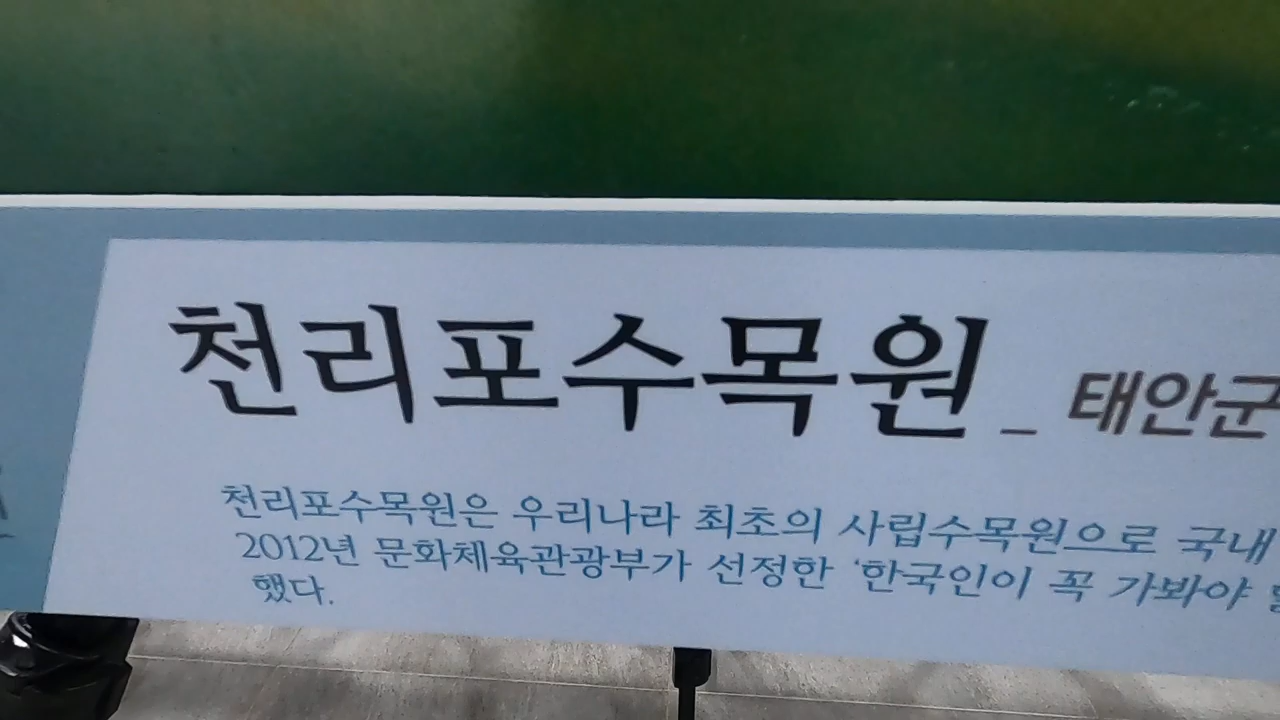 천리포수목원 _ 태안군
천리포수목원은 우리나라 최초의 사립수목원으로 국내
2012년 문화체육관광부가 선정한 '한국인이 꼭 가봐야
했다.